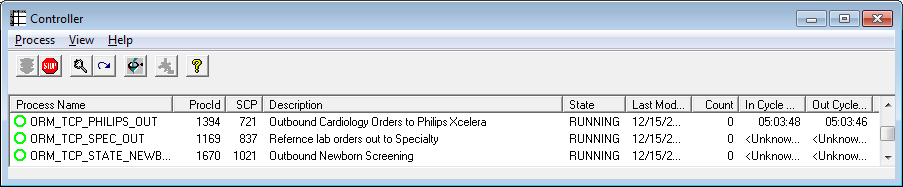 Controller
Process View Help
STOP
?
Process Name ProcId SCP Description State Last Mod... Count In Cycle ... Out Cycle...
ORM_TCP_PHILIPS_OUT 1394 721 Outbound Cardiology Orders to Philips Xcelera RUNNING 12/15/2... 0 05:03:48 05:03:46
ORM_TCP_SPEC_OUT 1169 837 Refernce lab orders out to Specialty RUNNING 12/15/2... 0 <Unknow... <Unknow...
ORM_TCP_STATE_NEWB... 1670 1021 Outbound Newborn Screening RUNNING 12/15/2... 0 <Unknow... <Unknow...